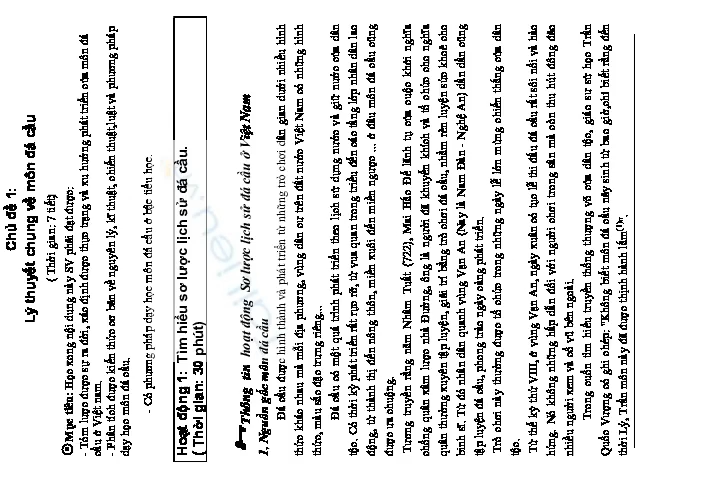 Chủ đề 1:
Lý thuyết chung về môn đá cầu
( Thời gian: 7 tiết)
Mục tiêu: Học xong nội dung này SV phải đạt được:
- Tóm lược được sự ra đời, xác định được thực trạng và xu hướng phát triển của môn đá
cầu ở Việt nam.
- Phân tích được kiến thức cơ bản về nguyên lý, kĩ thuật, chiến thuật,luật và phương pháp
dạy học môn đá cầu.
- Có phương pháp dạy học môn đá cầu ở bậc tiểu học.
Hoạt động 1: Tìm hiểu sơ lược lịch sử đá cầu.
( Thời gian: 30 phút)
Thông tin hoạt động Sơ lược lịch sử đá cầu ở Việt Nam
1. Nguồn gốc môn đá cầu
Đá cầu được hình thành và phát triển từ những trò chơi dân gian dưới nhiều hình
thức khác nhau mà mỗi địa phương, vùng dân cư trên đất nước Việt Nam có những hình
thức, màu sắc đặc trưng riêng...
Đá cầu có một quá trình phát triển theo lịch sử dựng nước và giữ nước của dân
tộc. Có thời kỳ phát triển rất rực rỡ, từ vua quan trong triều đến các tầng lớp nhân dân lao
động, từ thành thị đến nông thôn, miền xuôi đến miền ngược ... ở đâu môn đá cầu cũng
được ưa chuộng.
Tương truyền rằng năm Nhâm Tuất (722), Mai Hắc Đế lãnh tụ của cuộc khởi nghĩa
chống quân xâm lược nhà Đường, ông là người đã khuyến khích và tổ chức cho nghĩa
quân thường xuyên tập luyện, giải trí bằng trò chơi đá cầu, nhằm rèn luyện sức khoẻ cho
binh sĩ. Từ đó nhân dân quanh vùng Vạn An (Nay là Nam Đàn - Nghệ An) dần dần cũng
tập luyện đá cầu, phong trào ngày càng phát triển.
Trò chơi này thường được tổ chức trong những ngày lễ lớn mừng chiến thắng của dân
tộc.
Từ thế kỷ thứ VIII, ở vùng Vạn An, ngày xuân có tục lệ thi đấu đá cầu rất sôi nổi và hào
hứng. Nó không những hấp dẫn đối với người chơi trong sân mà còn thu hút đông đảo
nhiều người xem và cổ vũ bên ngoài.
Trong cuốn tìm hiểu truyền thống thượng võ của dân tộc, giáo sư sử học Trần
Quốc Vượng có ghi chép: "Không biết môn đá cầu nảy sinh từ bao giờ,chỉ biết rằng đến
thời Lý, Trần môn này đã được thịnh hành lắm(1)".